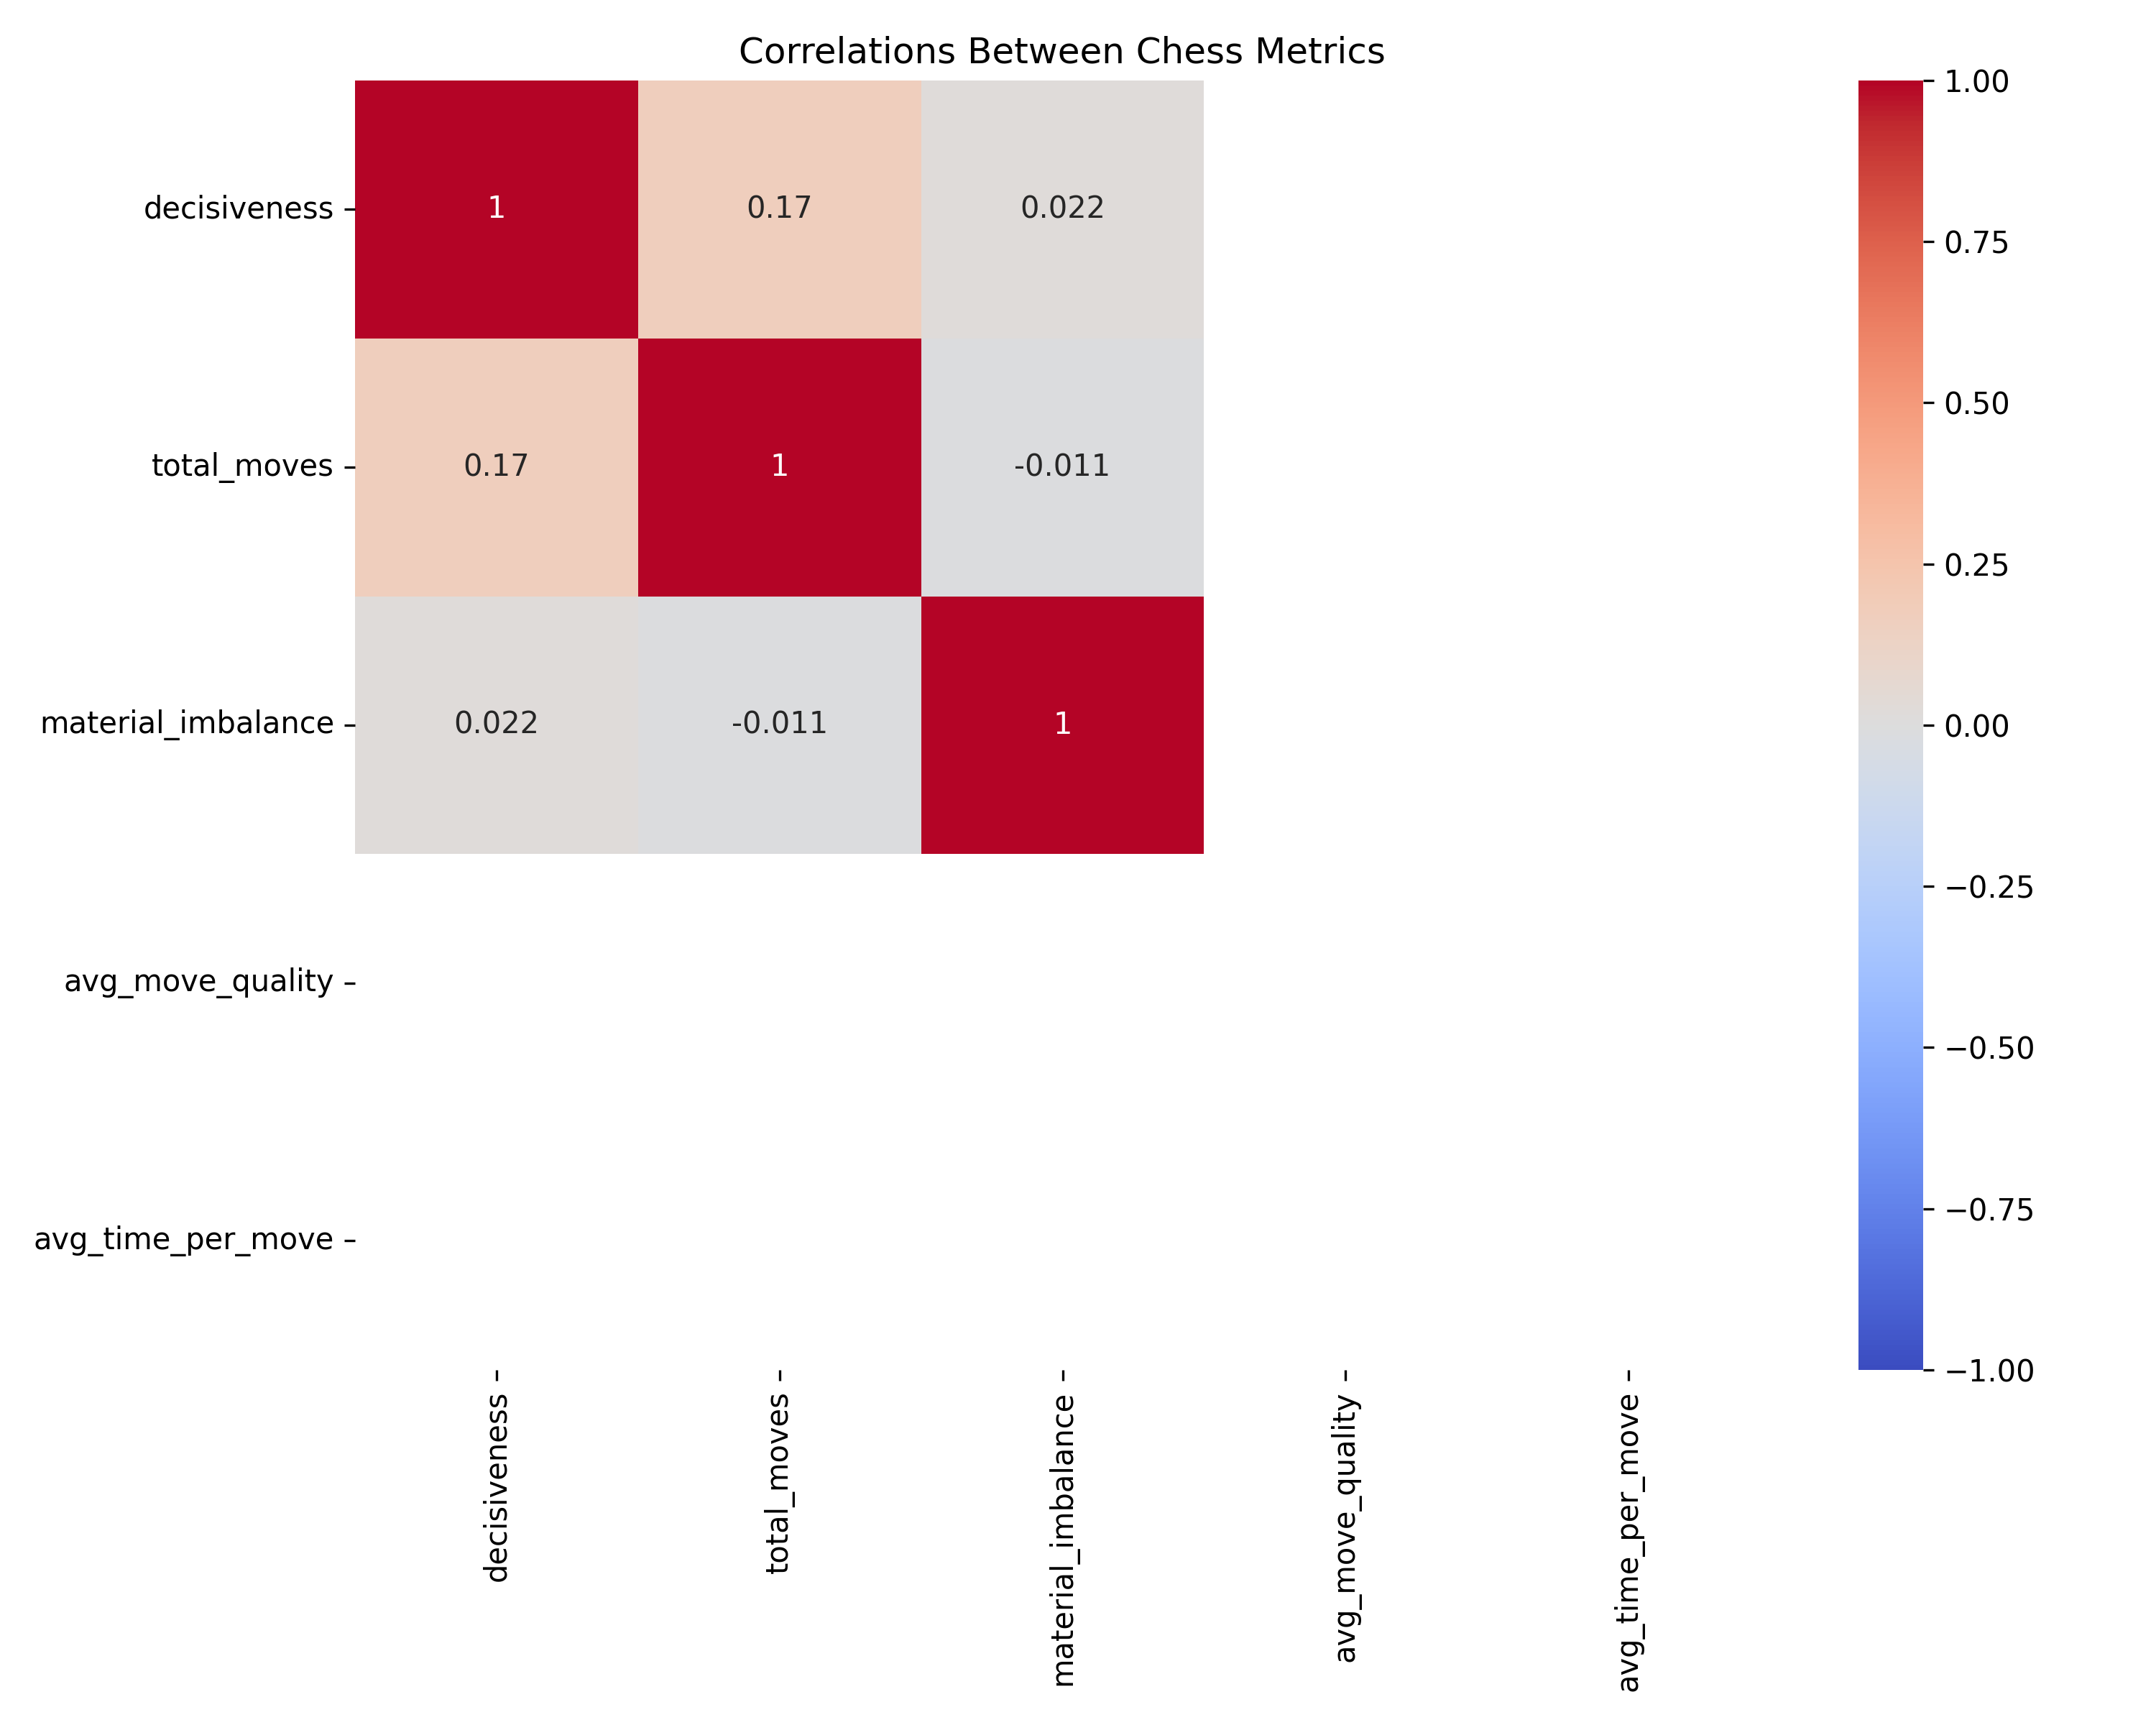 Correlations Between Chess Metrics
decisiveness
1
0.17
0.022
total_moves
0.17
1
-0.011
material_imbalance
0.022
-0.011
1
avg_move_quality
avg_time_per_move
decisiveness
total_moves
material_imbalance
avg_move_quality
avg_time_per_move
1.00
0.75
0.50
0.25
0.00
−0.25
−0.50
−0.75
−1.00